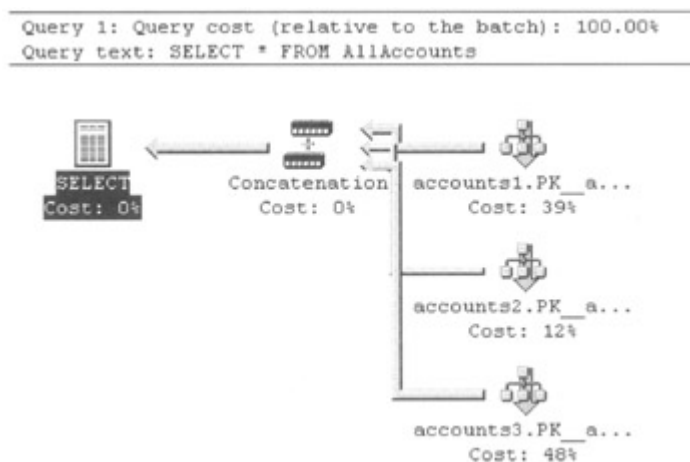 Query 1: Query cost (relative to the batch): 100.00%
Query text: SELECT * FROM AllAccounts
SELECT
Cost: 0%
Concatenation
Cost: 0%
accounts1.PK__a...
Cost: 39%
accounts2.PK__a...
Cost: 12%
accounts3.PK__a...
Cost: 48%